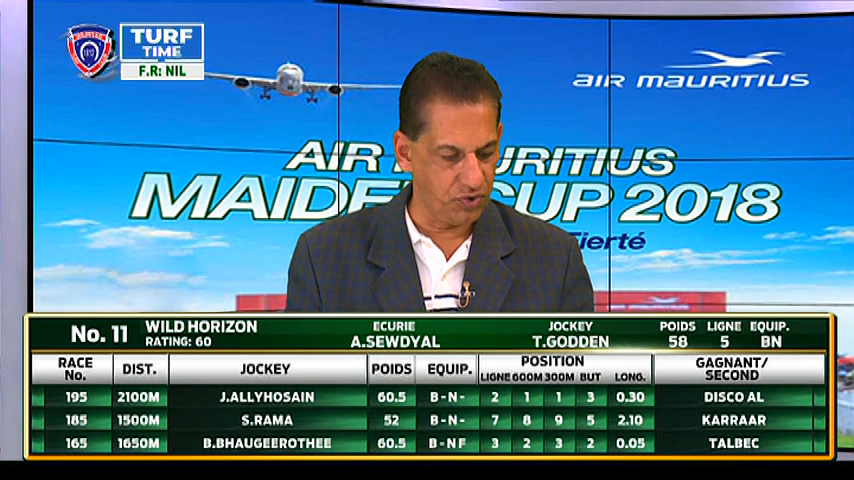 1812
TURF
TIME
F.R: NIL
AIR MAURITIUS
AIR MAURITIUS
MAIDEN CUP 2018
Fierté
No. 11 WILD HORIZON RATING: 60 ECURIE A.SEWDYAL JOCKEY T.GODDEN POIDS 58 LIGNE 5 EQUIP. BN
RACE No. DIST. JOCKEY POIDS EQUIP. POSITION LIGNE 600M 300M BUT LONG. GAGNANT/ SECOND
195 2100M J.ALLYHOSAIN 60.5 B-N- 2 1 1 3 0.30 DISCO AL
185 1500M S.RAMA 52 B-N- 7 8 9 5 2.10 KARRAAR
165 1650M B.BHAUGEEROTHEE 60.5 B-NF 3 2 3 2 0.05 TALBEC